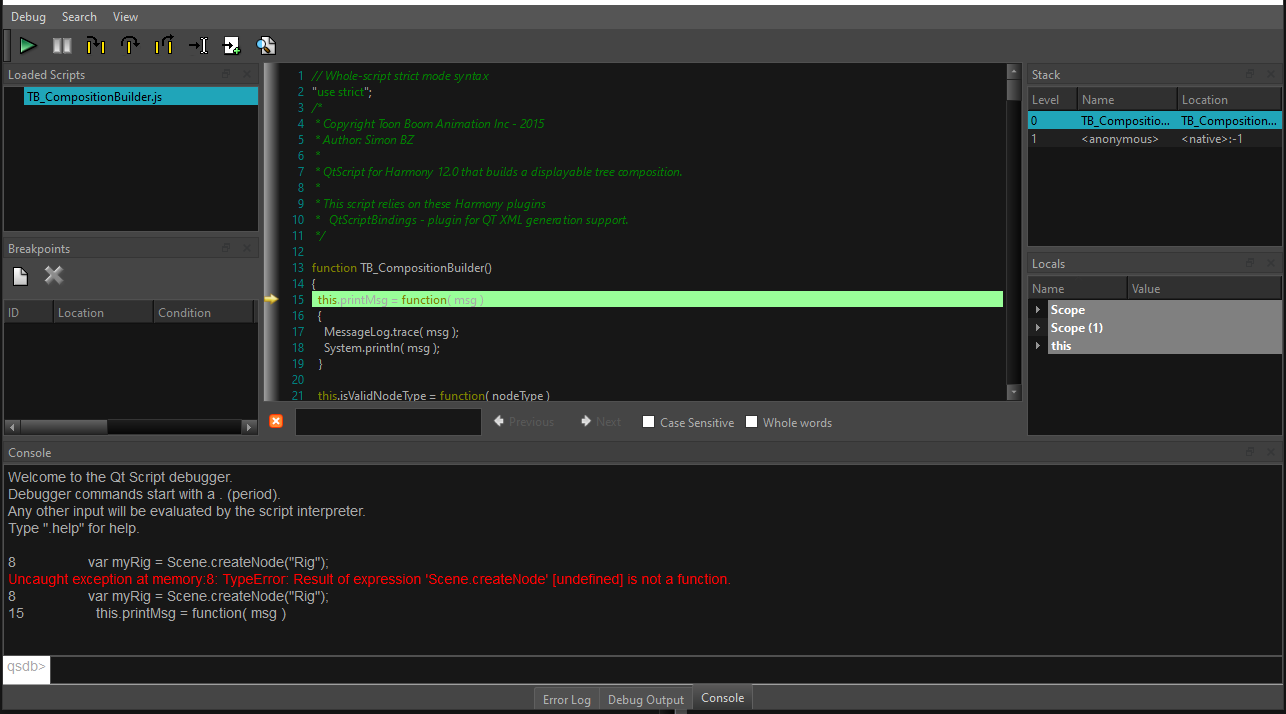 Debug Search View
Loaded Scripts
TB_CompositionBuilder.js
Breakpoints
ID Location Condition
1 // Whole-script strict mode syntax
2 "use strict";
3 /*
4 * Copyright Toon Boom Animation Inc - 2015
5 * Author: Simon BZ
6 *
7 * QtScript for Harmony 12.0 that builds a displayable tree composition.
8 *
9 * This script relies on these Harmony plugins
10 * QtScriptBindings - plugin for QT XML generation support.
11 */
12
13 function TB_CompositionBuilder()
14 {
15 this.printMsg = function( msg )
16 {
17 MessageLog.trace( msg );
18 System.println( msg );
19 }
20
21 this.isValidNodeType = function( nodeType )
Previous Next Case Sensitive Whole words
Stack
Level Name Location
0 TB_Compositio... TB_Composition...
1 <anonymous> <native>:-1
Locals
Name Value
Scope
Scope (1)
this
Console
Welcome to the Qt Script debugger.
Debugger commands start with a . (period).
Any other input will be evaluated by the script interpreter.
Type ".help" for help.
8 var myRig = Scene.createNode("Rig");
Uncaught exception at memory:8: TypeError: Result of expression 'Scene.createNode' [undefined] is not a function.
8 var myRig = Scene.createNode("Rig");
15 this.printMsg = function( msg )
qsdb>
Error Log Debug Output Console